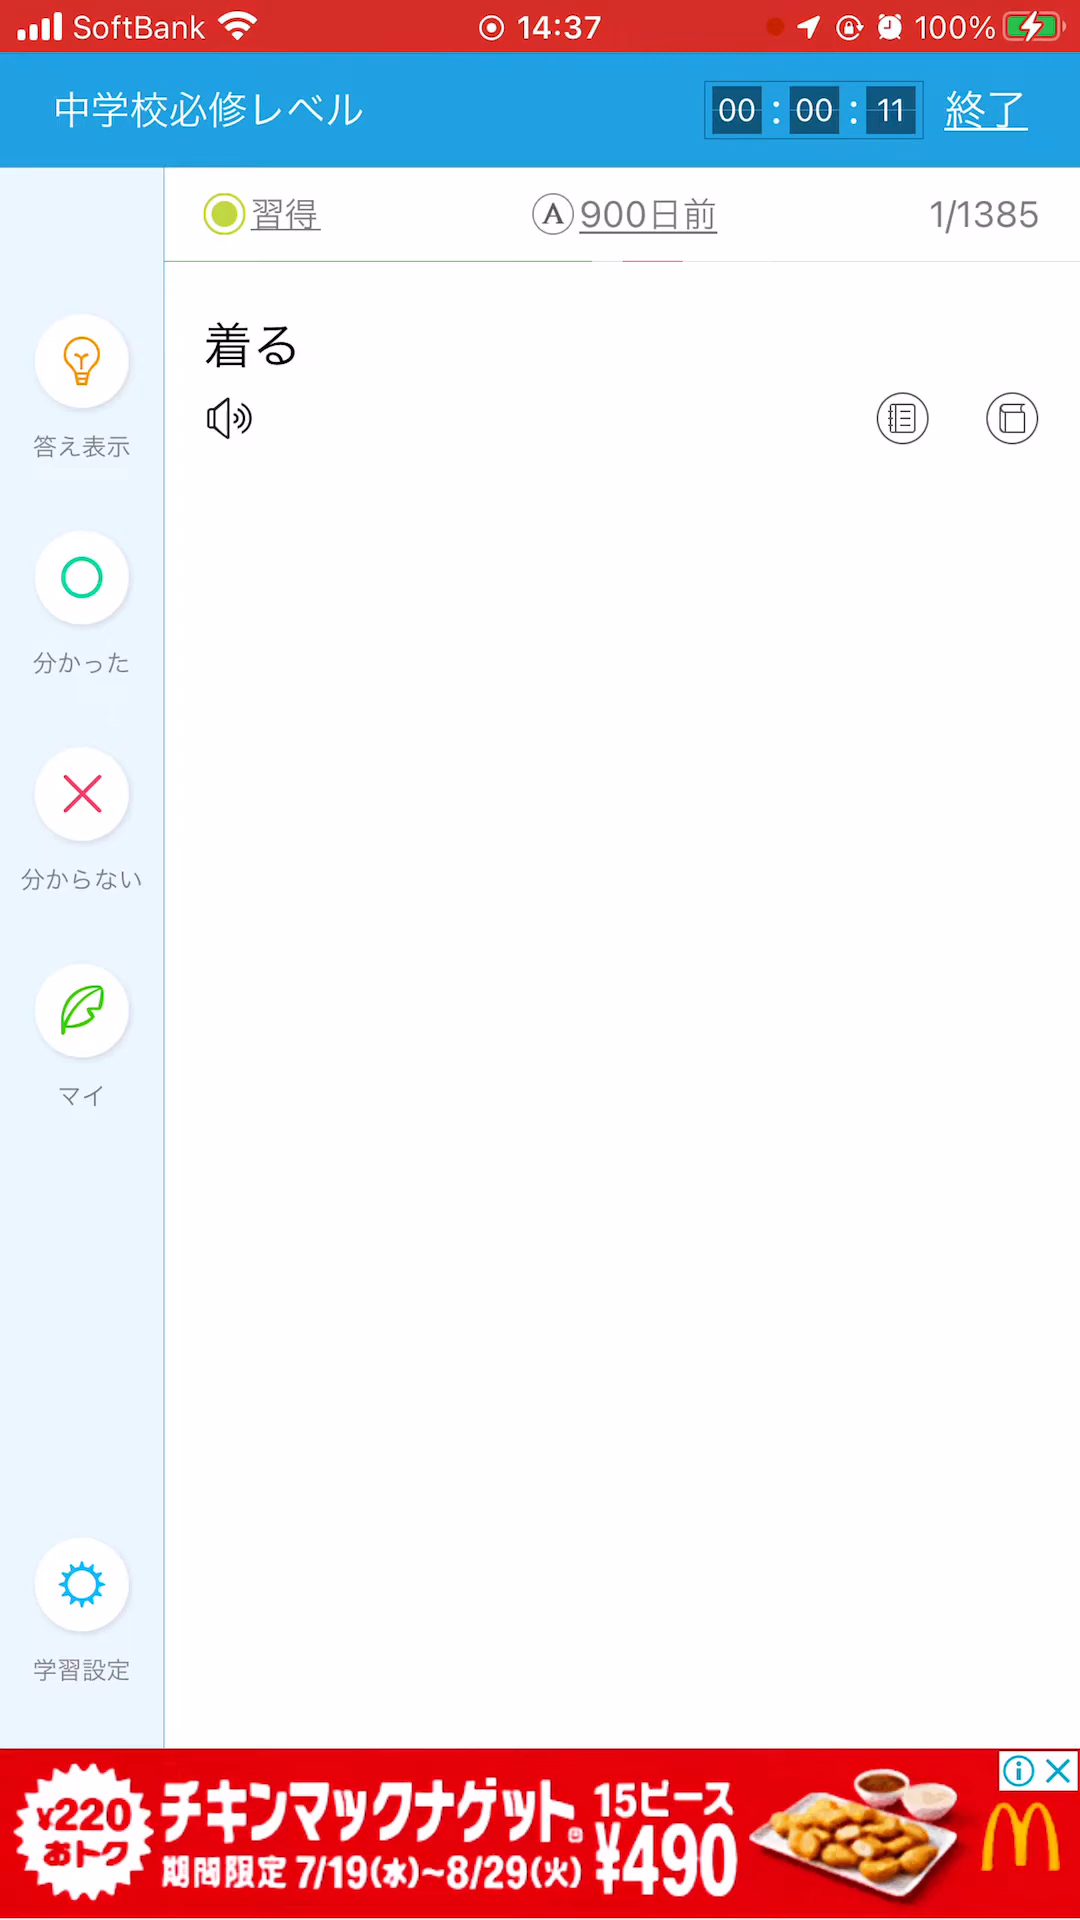 SoftBank 14:37 100%
中学校必修レベル 00 : 00 : 11 終了
習得 A 900日前 1/1385
着る
答え表示
分かった
分からない
マイ
学習設定
¥220 おトク
チキンマックナゲット 15ピース ¥490
期間限定 7/19(水)~8/29(火)